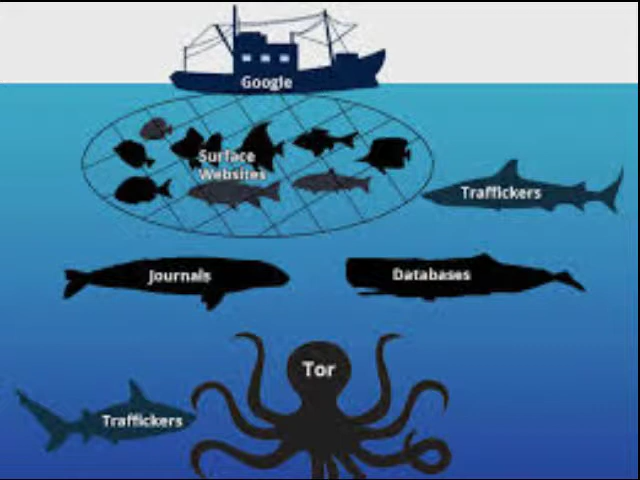 Google
Surface
Websites
Traffickers
Journals
Databases
Tor
Traffickers